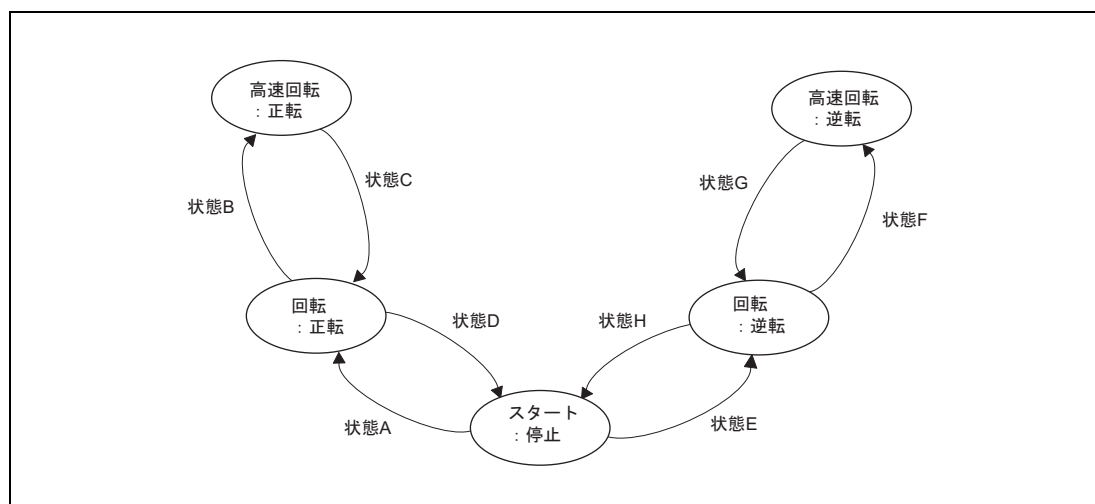 高速回転
：正転
高速回転
：逆転
状態C
状態G
状態B
状態F
回転
：正転
回転
：逆転
状態D
状態H
スタート
：停止
状態A
状態E